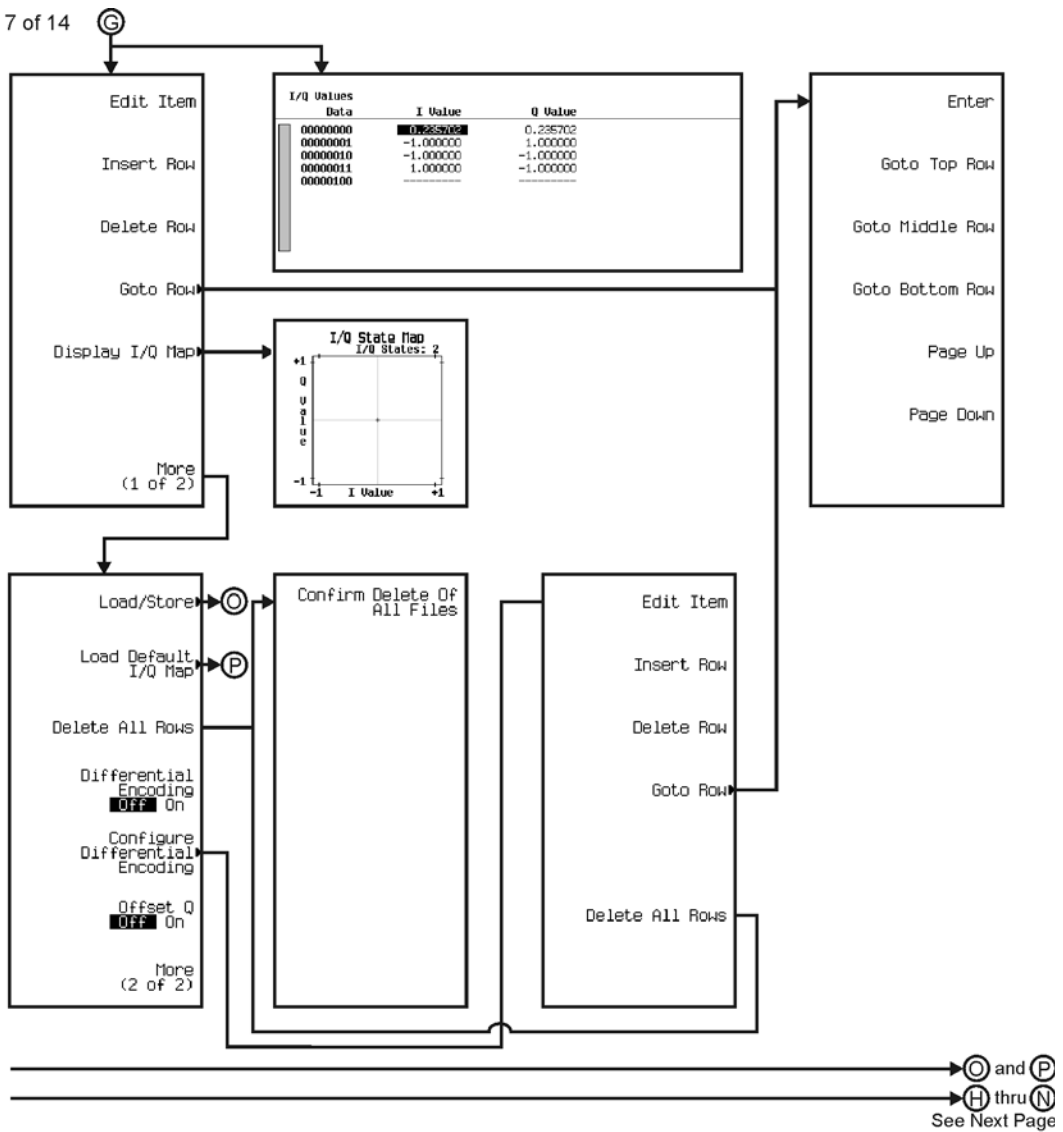 7 of 14
G
Edit Item
Insert Row
Delete Row
Goto Row
Display I/Q Map
More
(1 of 2)
I/Q Values
Data I Value Q Value
00000000 0.235702 0.235702
00000001 -1.000000 1.000000
00000010 -1.000000 -1.000000
00000011 1.000000 -1.000000
00000100 --------- ---------
Enter
Goto Top Row
Goto Middle Row
Goto Bottom Row
Page Up
Page Down
I/Q State Map
I/Q States: 2
+1
Q Value
-1
-1 I Value +1
Load/Store
O
Load Default
I/Q Map
P
Delete All Rows
Differential
Encoding
Off On
Configure
Differential
Encoding
Offset Q
Off On
More
(2 of 2)
Confirm Delete Of
All Files
Edit Item
Insert Row
Delete Row
Goto Row
Delete All Rows
O and P
H thru N
See Next Page